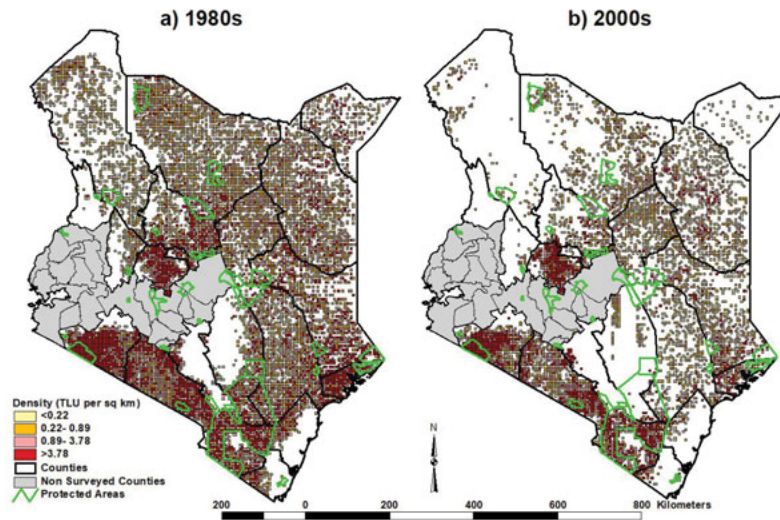 a) 1980s
b) 2000s
Density (TLU per sq km)
<0.22
0.22- 0.89
0.89- 3.78
>3.78
Counties
Non Surveyed Counties
Protected Areas
N
200 0 200 400 600 800 Kilometers